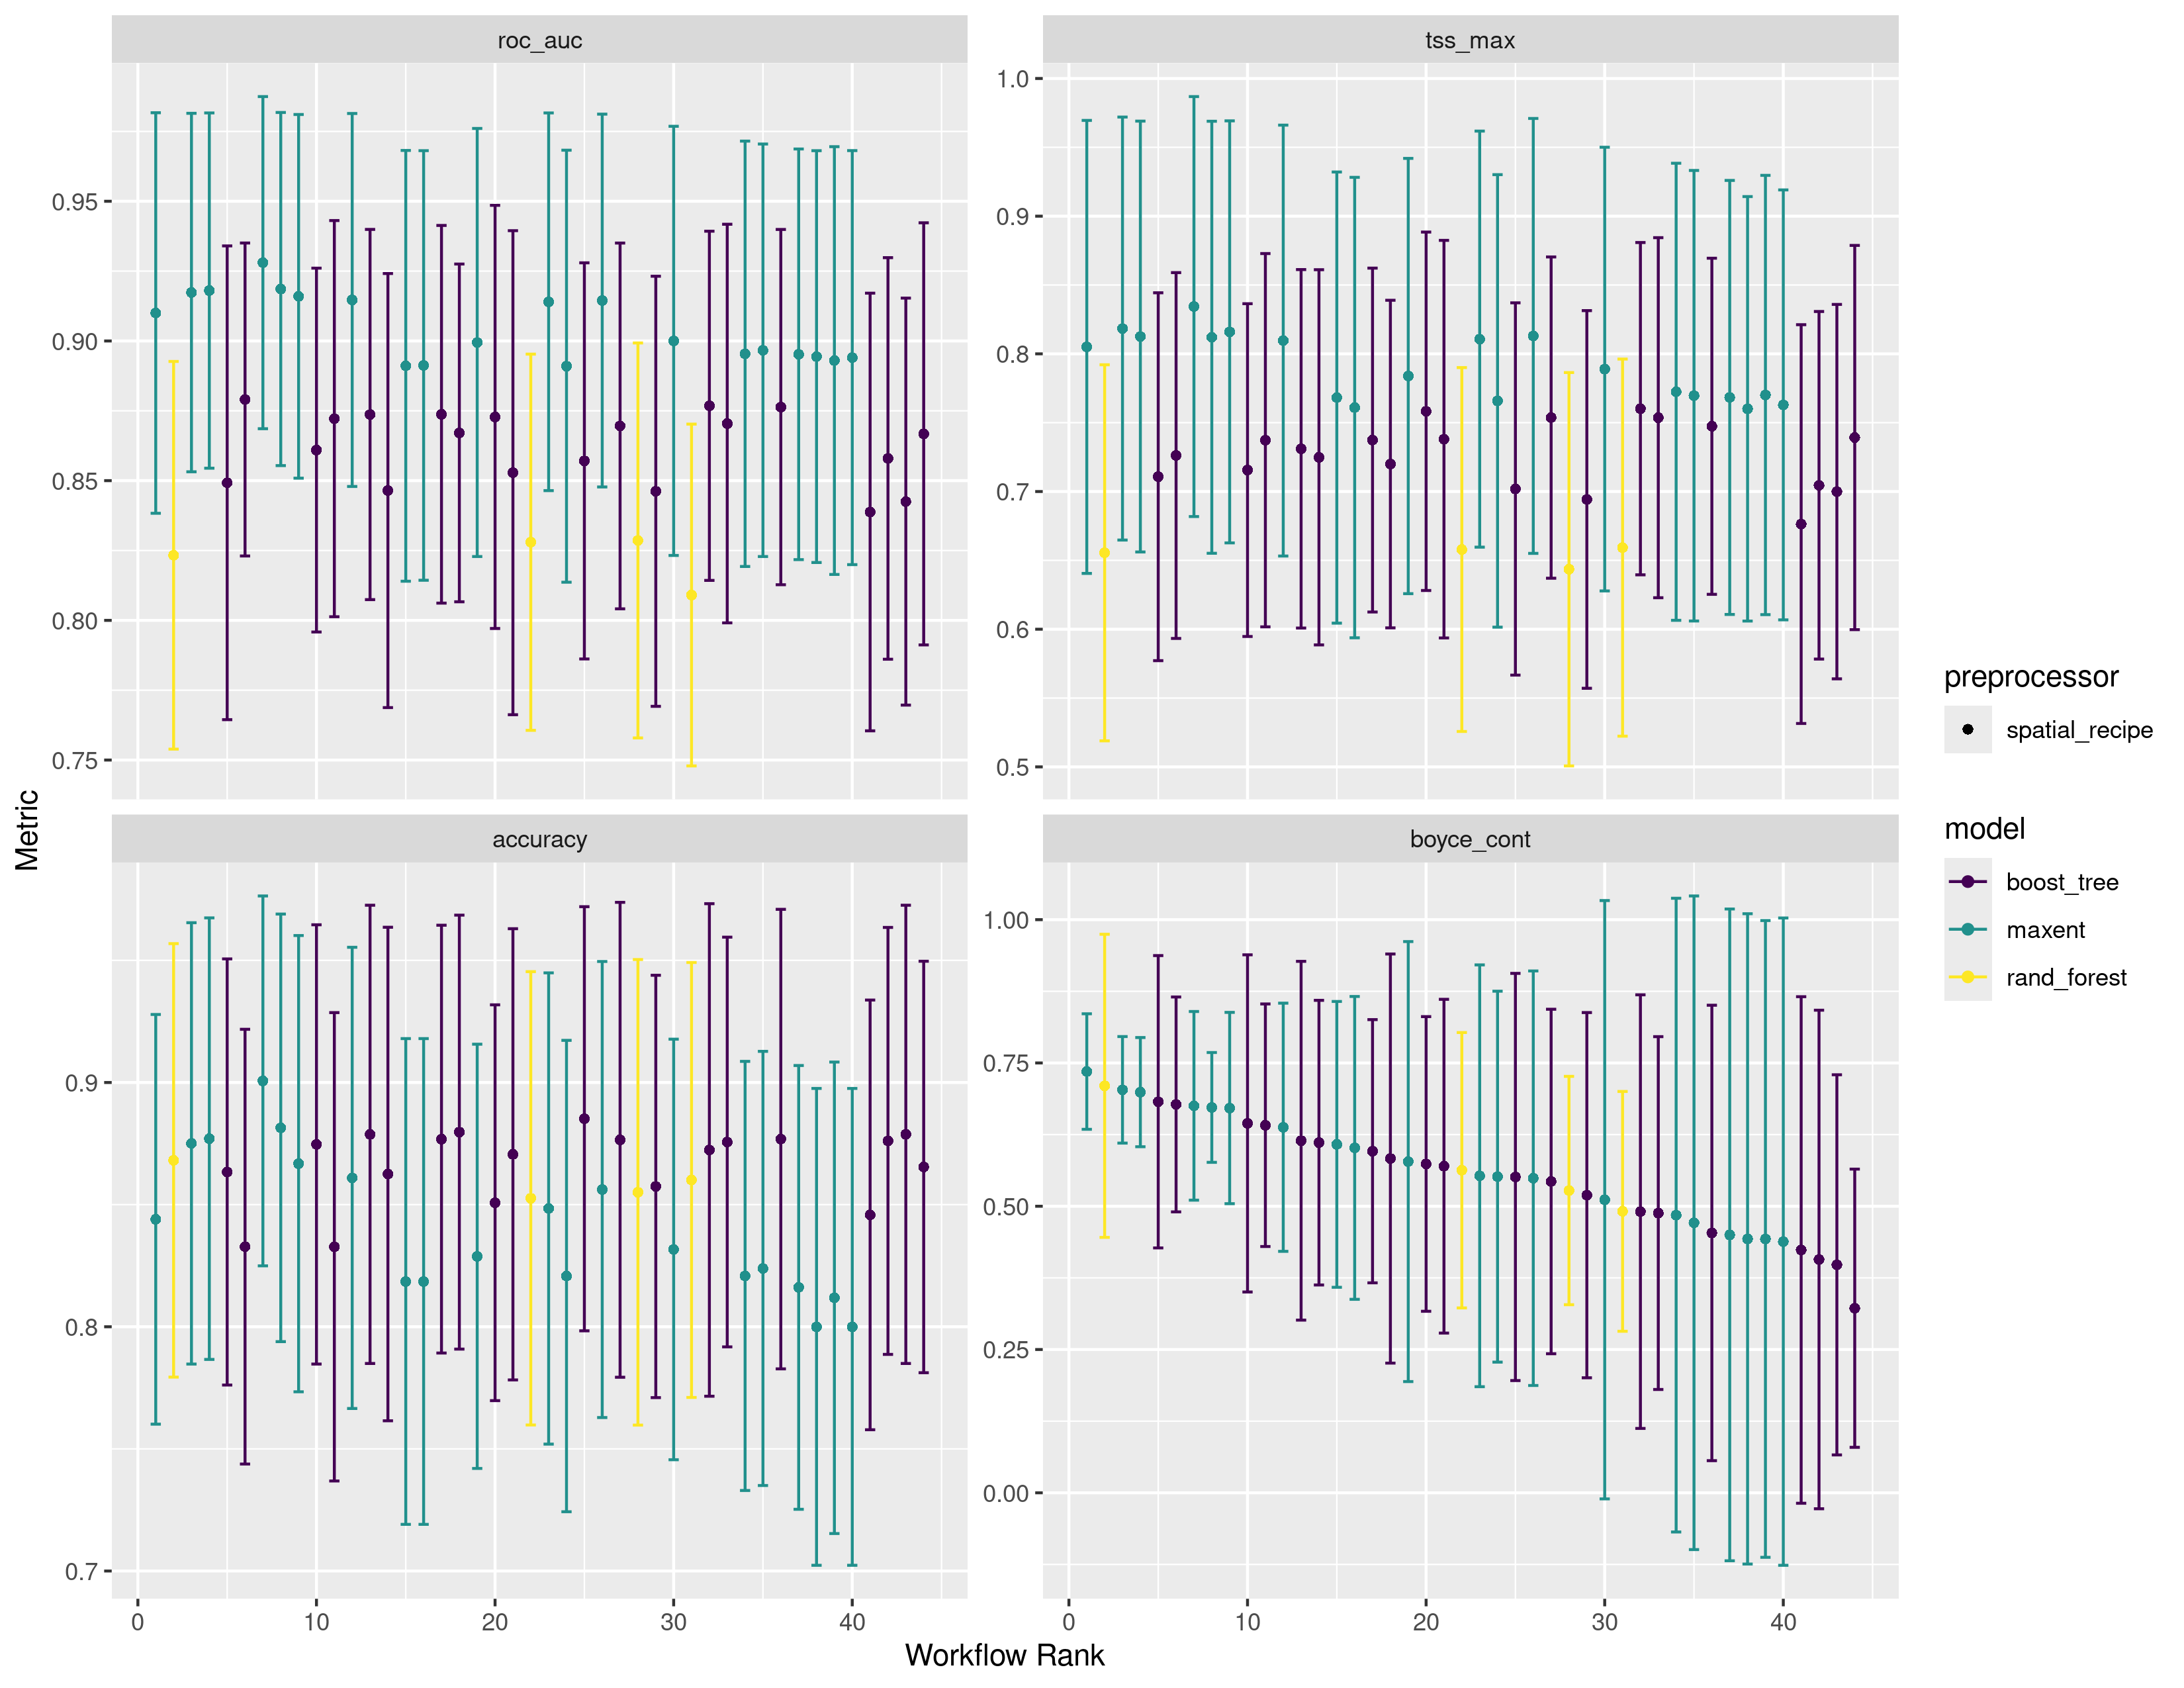 roc_auc
tss_max
0.95
0.90
0.85
0.80
0.75
1.0
0.9
0.8
0.7
0.6
0.5
accuracy
boyce_cont
0.9
0.8
0.7
1.00
0.75
0.50
0.25
0.00
0 10 20 30 40
0 10 20 30 40
Metric
Workflow Rank
preprocessor
spatial_recipe
model
boost_tree
maxent
rand_forest